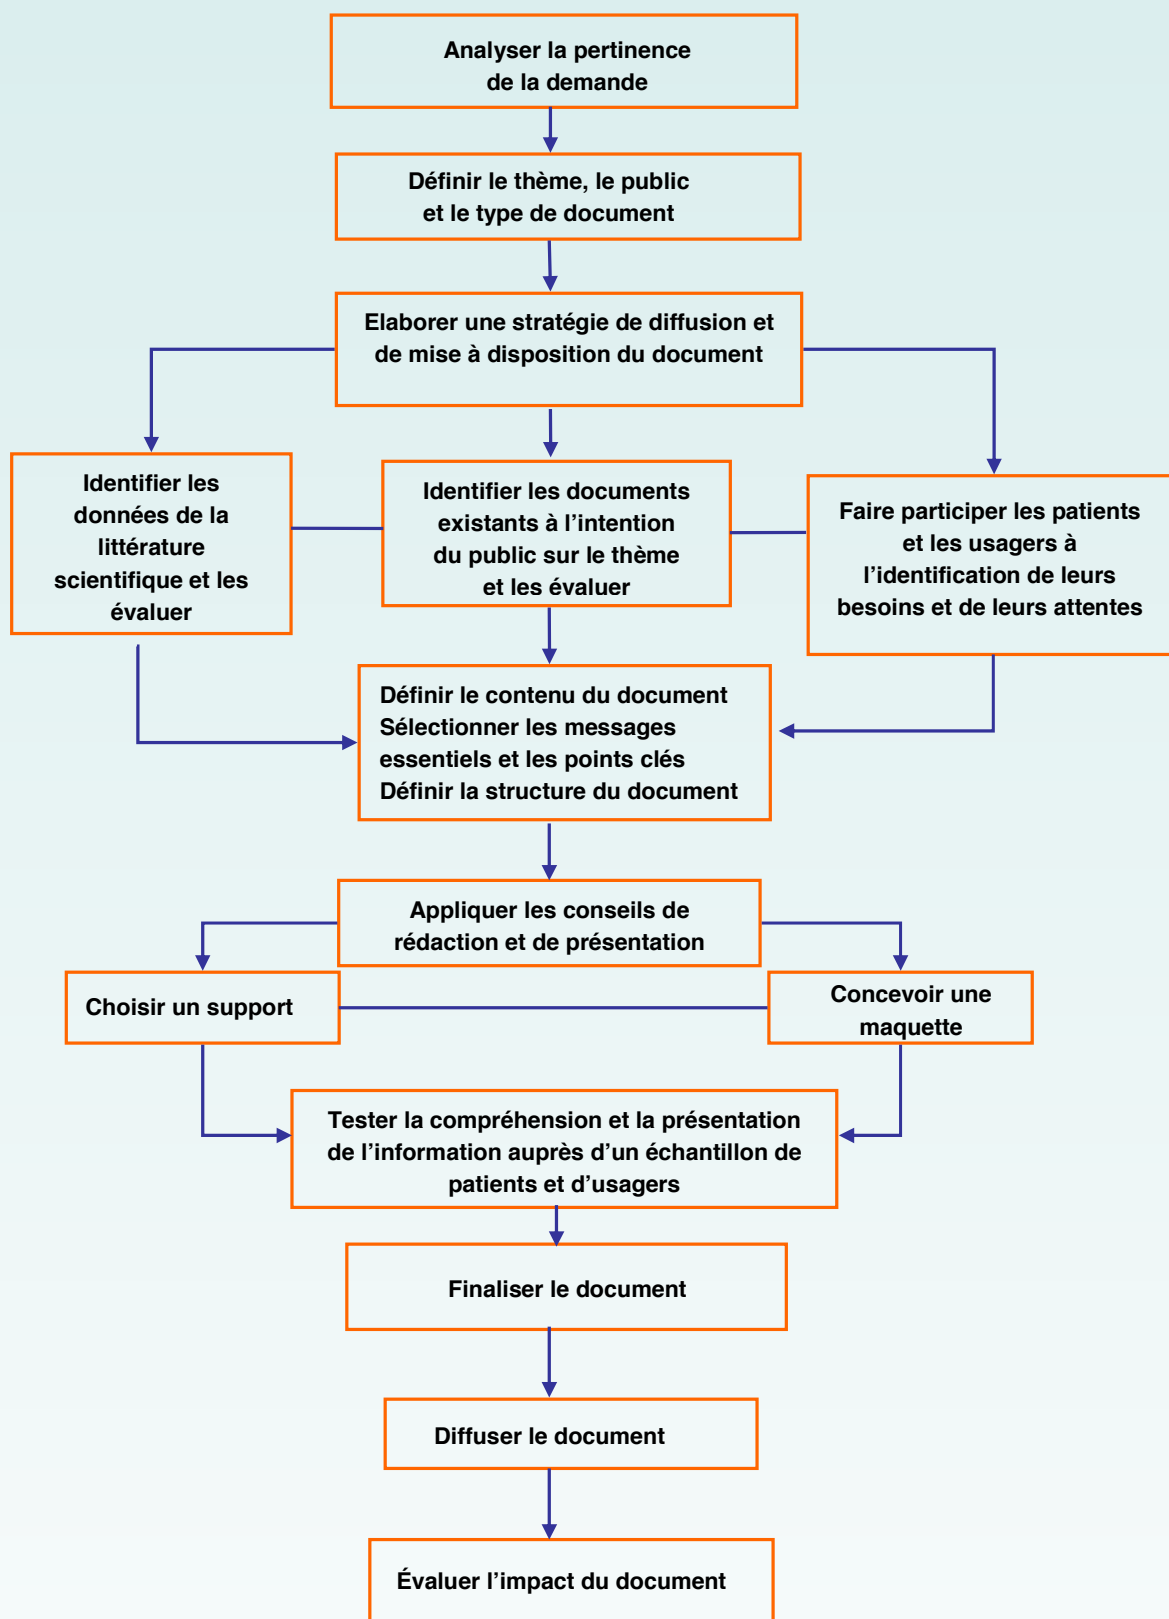 Analyser la pertinence
de la demande
Définir le thème, le public
et le type de document
Elaborer une stratégie de diffusion et
de mise à disposition du document
Identifier les
données de la
littérature
scientifique et les
évaluer
Identifier les documents
existants à l’intention
du public sur le thème
et les évaluer
Faire participer les patients
et les usagers à
l’identification de leurs
besoins et de leurs attentes
Définir le contenu du document
Sélectionner les messages
essentiels et les points clés
Définir la structure du document
Appliquer les conseils de
rédaction et de présentation
Choisir un support
Concevoir une
maquette
Tester la compréhension et la présentation
de l’information auprès d’un échantillon de
patients et d’usagers
Finaliser le document
Diffuser le document
Évaluer l’impact du document